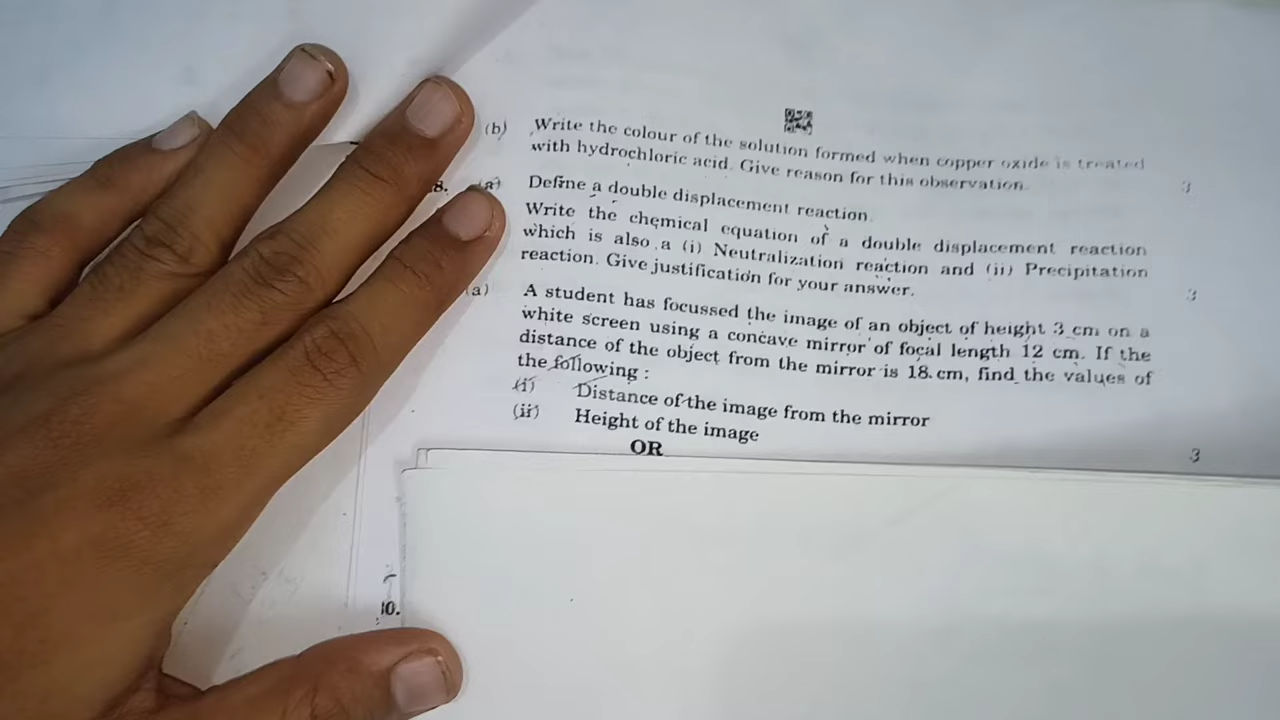 (b) Write the colour of the solution formed when copper oxide is treated
with hydrochloric acid. Give reason for this observation. 3
8. (a) Define a double displacement reaction.
Write the chemical equation of a double displacement reaction
which is also a (i) Neutralization reaction and (ii) Precipitation
reaction. Give justification for your answer. 3
(a) A student has focussed the image of an object of height 3 cm on a
white screen using a concave mirror of focal length 12 cm. If the
distance of the object from the mirror is 18 cm, find the values of
the following :
(i) Distance of the image from the mirror
(ii) Height of the image
OR 3